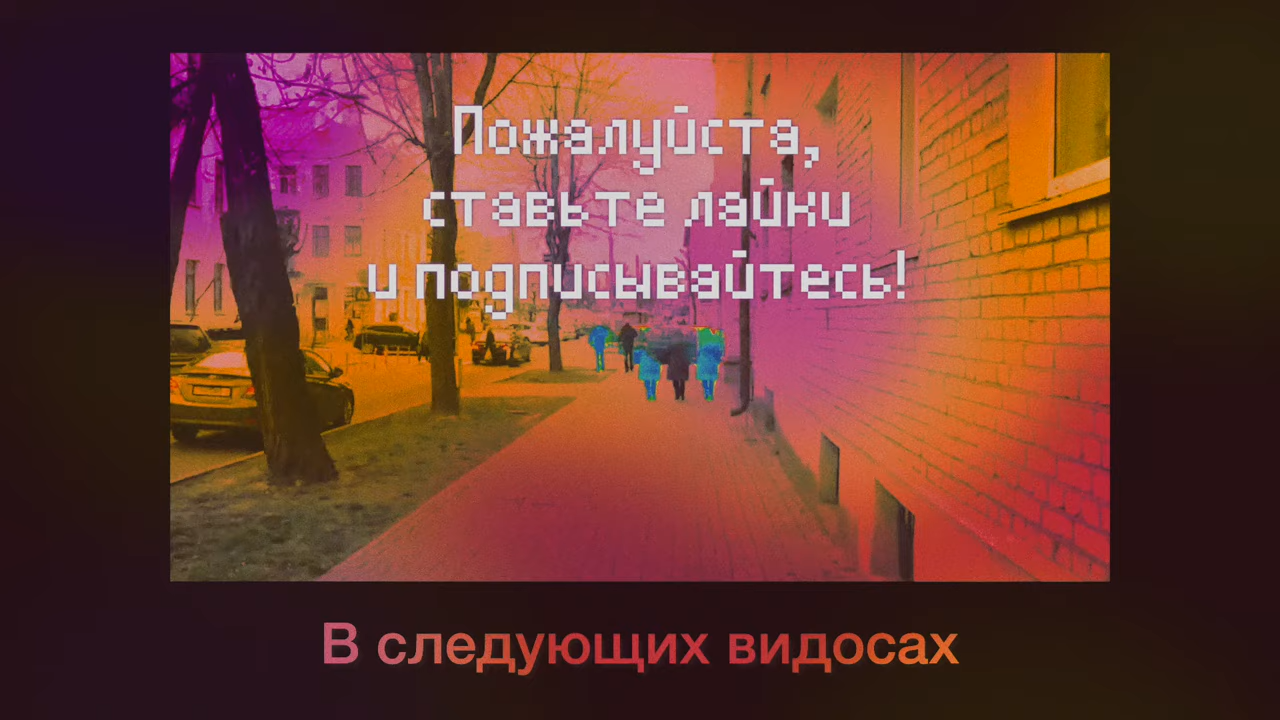 Пожалуйста,
ставьте лайки
и подписывайтесь!
В следующих видосах